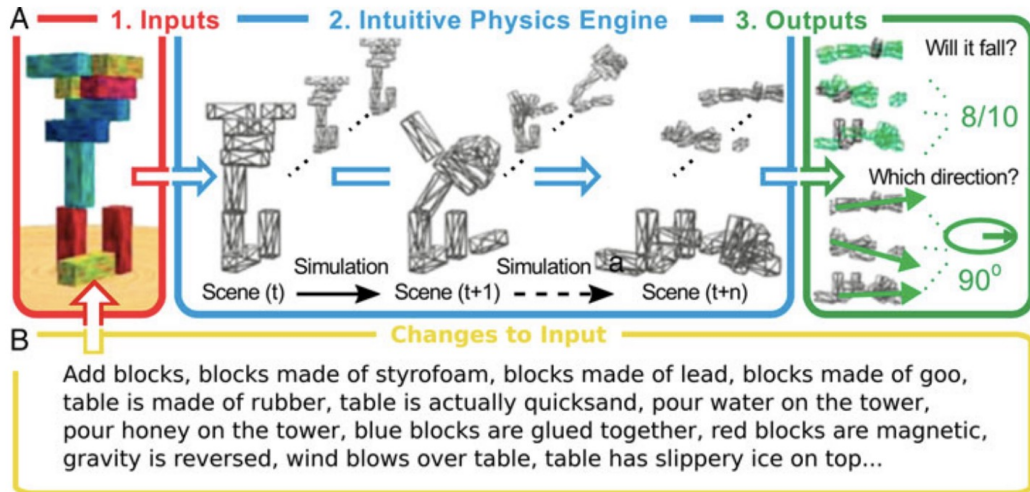 A
1. Inputs
2. Intuitive Physics Engine
3. Outputs
Will it fall?
8/10
Which direction?
90°
Simulation
Simulation
a
Scene (t)
Scene (t+1)
Scene (t+n)
B
Changes to Input
Add blocks, blocks made of styrofoam, blocks made of lead, blocks made of goo,
table is made of rubber, table is actually quicksand, pour water on the tower,
pour honey on the tower, blue blocks are glued together, red blocks are magnetic,
gravity is reversed, wind blows over table, table has slippery ice on top...